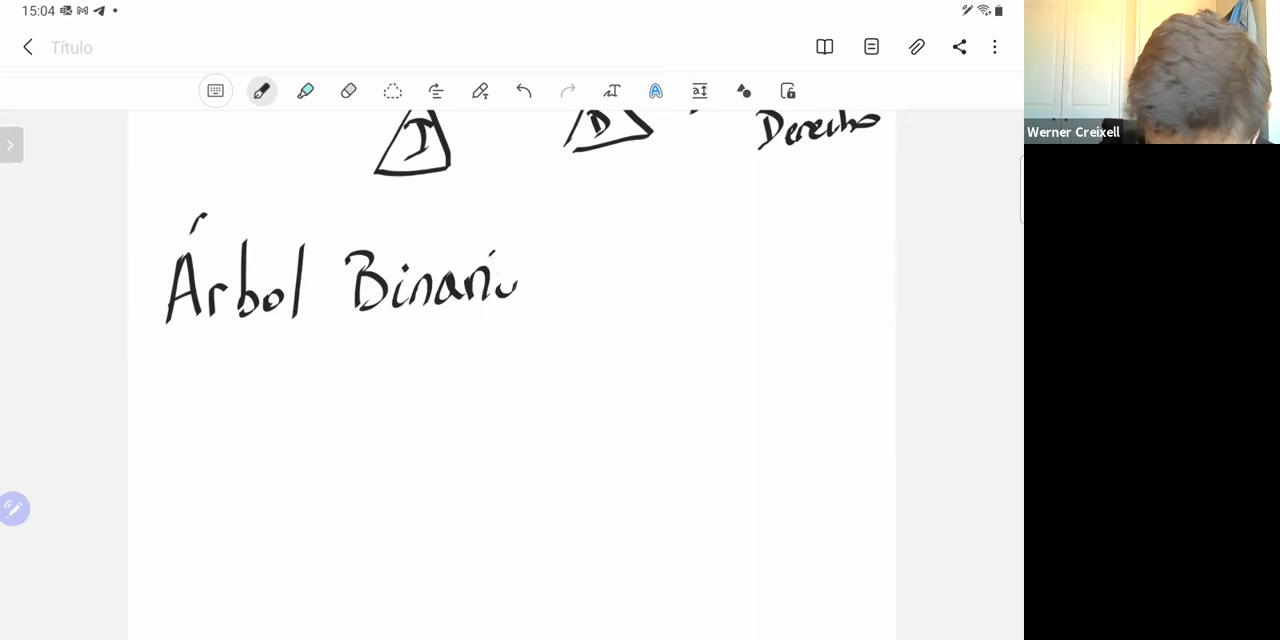 15:04
Título
I D Derecho
Árbol Binario
Werner Creixell